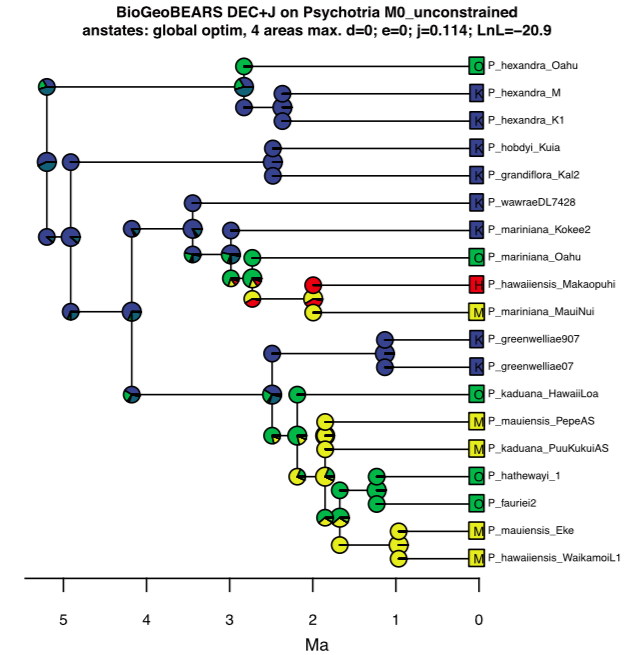 BioGeoBEARS DEC+J on Psychotria M0_unconstrained
anstates: global optim, 4 areas max. d=0; e=0; j=0.114; LnL=−20.9
O P_hexandra_Oahu
K P_hexandra_M
K P_hexandra_K1
K P_hobdyi_Kuia
K P_grandiflora_Kal2
K P_wawraeDL7428
K P_mariniana_Kokee2
O P_mariniana_Oahu
H P_hawaiiensis_Makaopuhi
M P_mariniana_MauiNui
K P_greenwelliae907
K P_greenwelliae07
O P_kaduana_HawaiiLoa
M P_mauiensis_PepeAS
M P_kaduana_PuuKukuiAS
O P_hathewayi_1
O P_fauriei2
M P_mauiensis_Eke
M P_hawaiiensis_WaikamoiL1
5 4 3 2 1 0
Ma